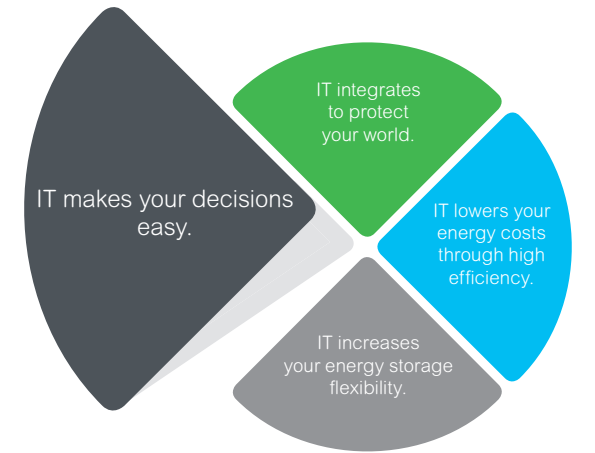 IT makes your decisions
easy.
IT integrates
to protect
your world.
IT lowers your
energy costs
through high
efficiency.
IT increases
your energy storage
flexibility.